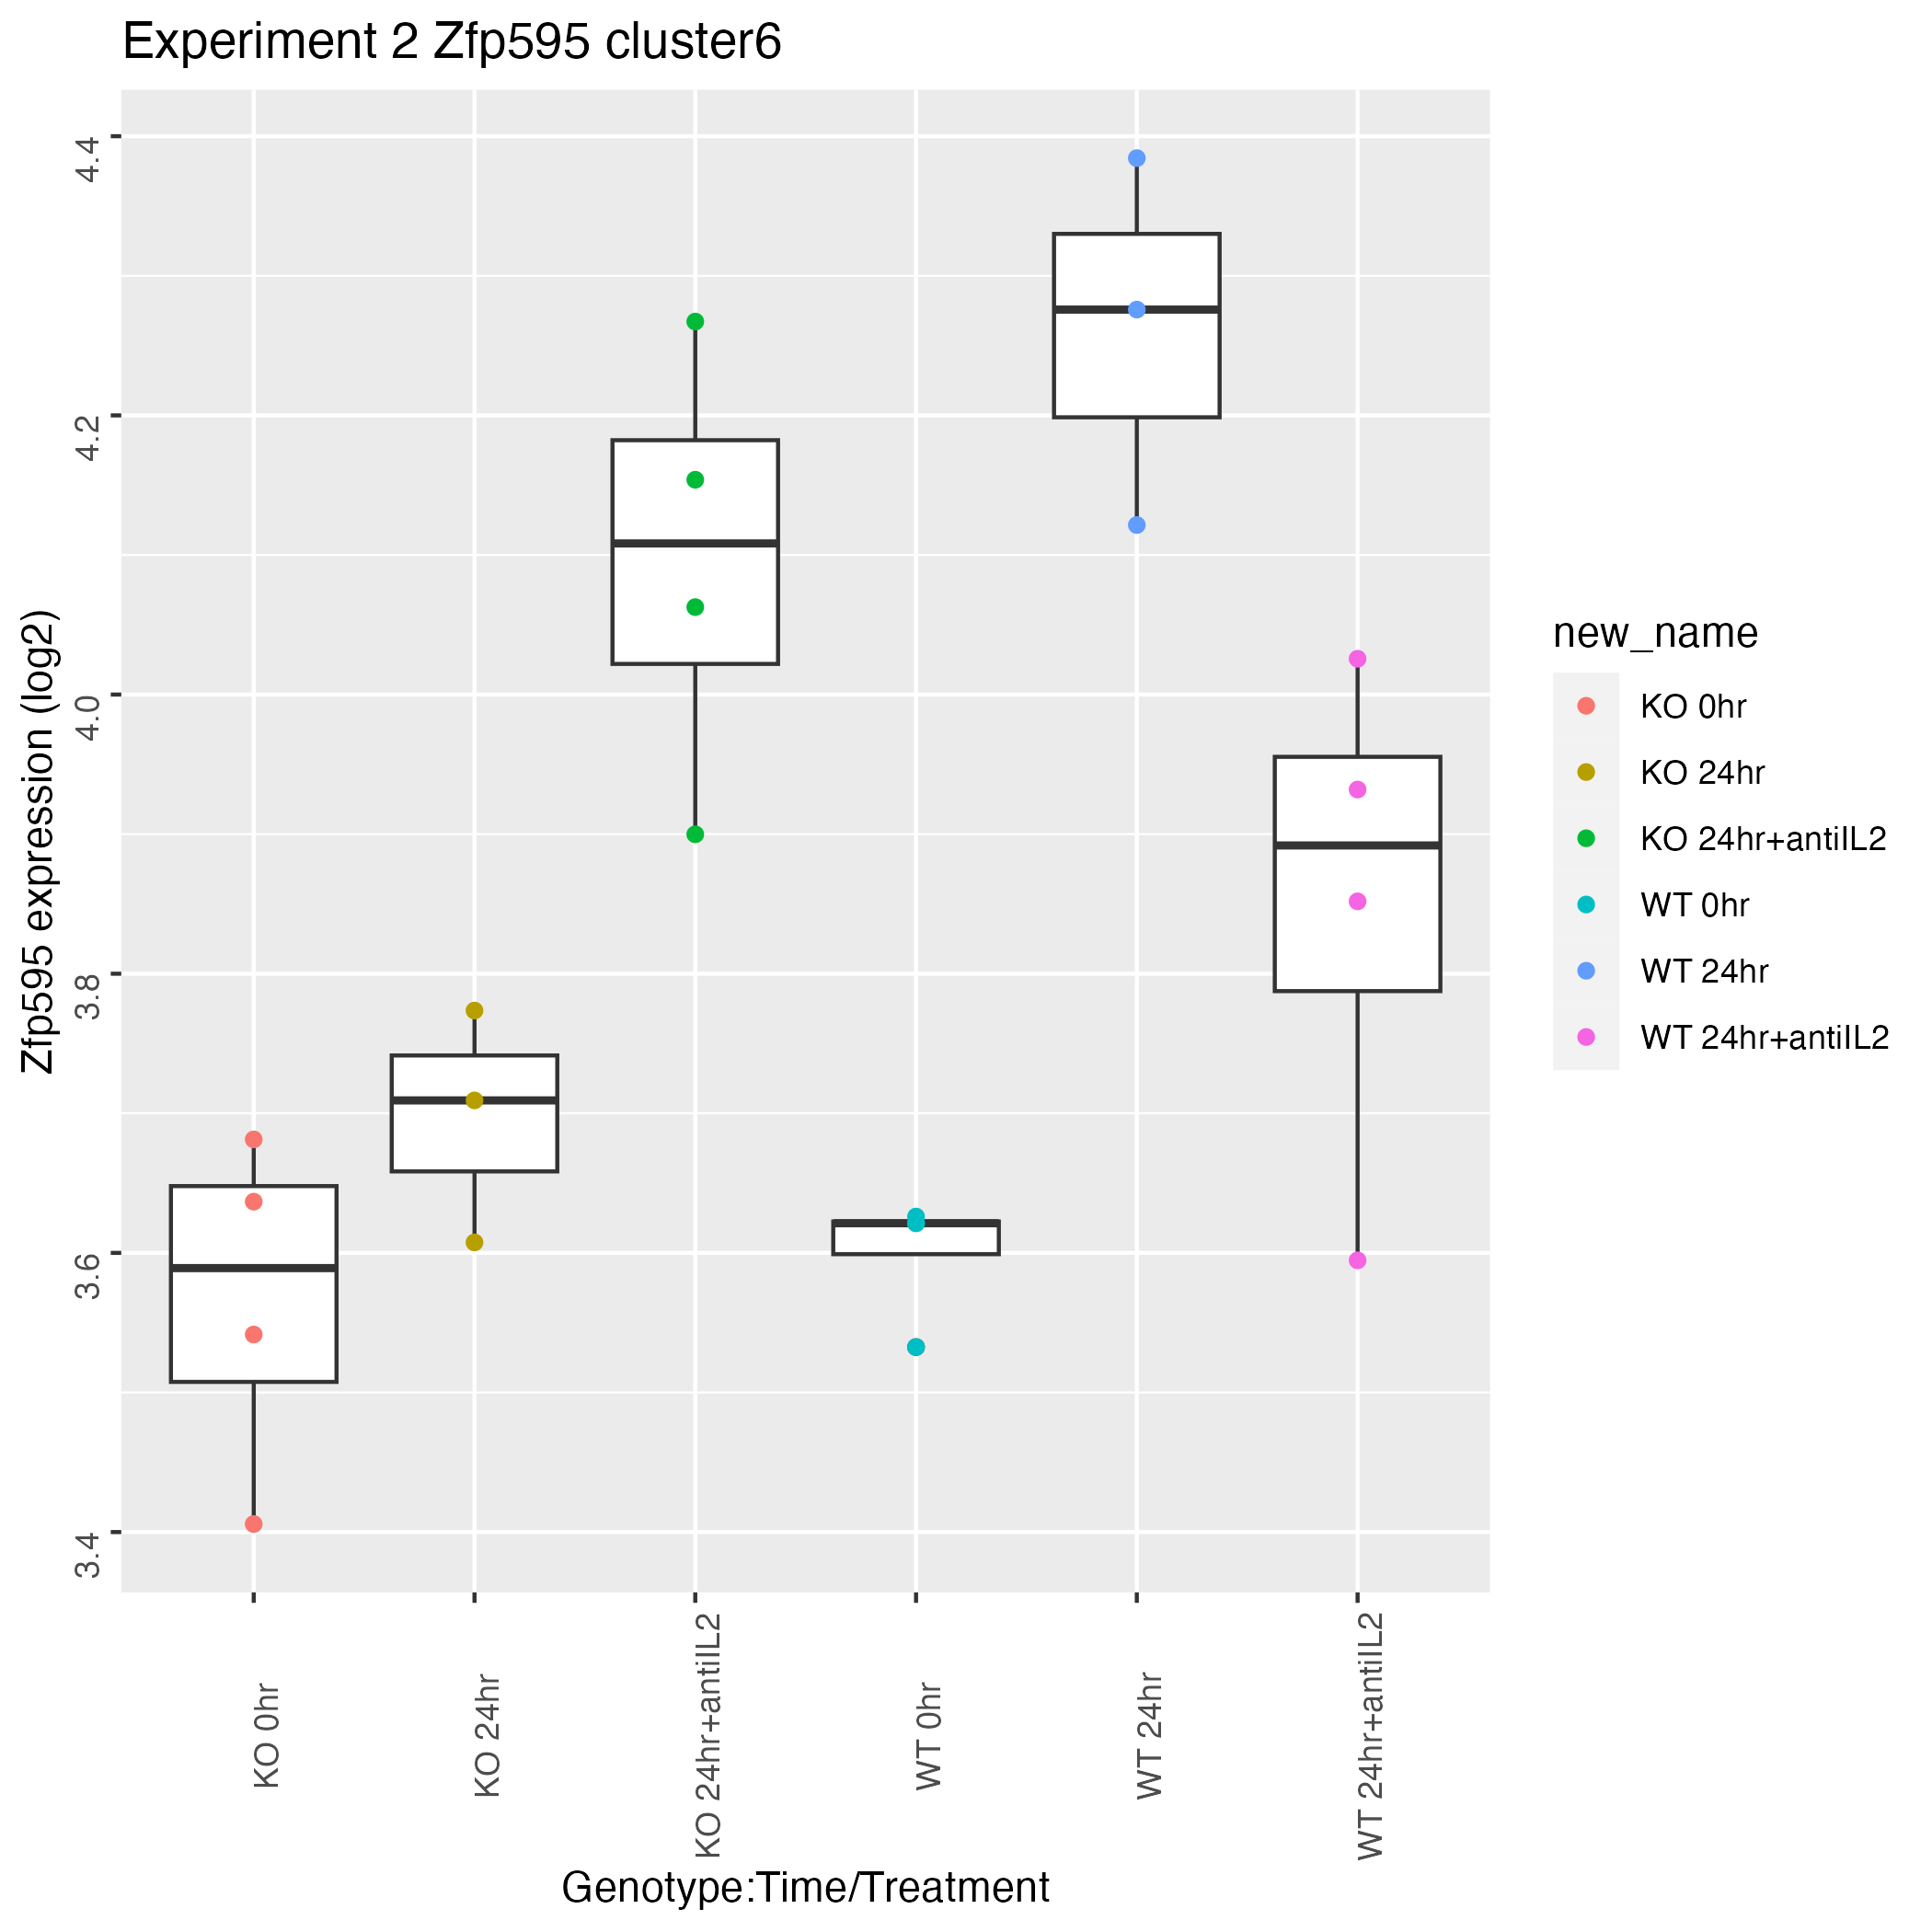 Experiment 2 Zfp595 cluster6
Zfp595 expression (log2)
4.4
4.2
4.0
3.8
3.6
3.4
KO 0hr
KO 24hr
KO 24hr+antiIL2
WT 0hr
WT 24hr
WT 24hr+antiIL2
Genotype:Time/Treatment
new_name
KO 0hr
KO 24hr
KO 24hr+antiIL2
WT 0hr
WT 24hr
WT 24hr+antiIL2